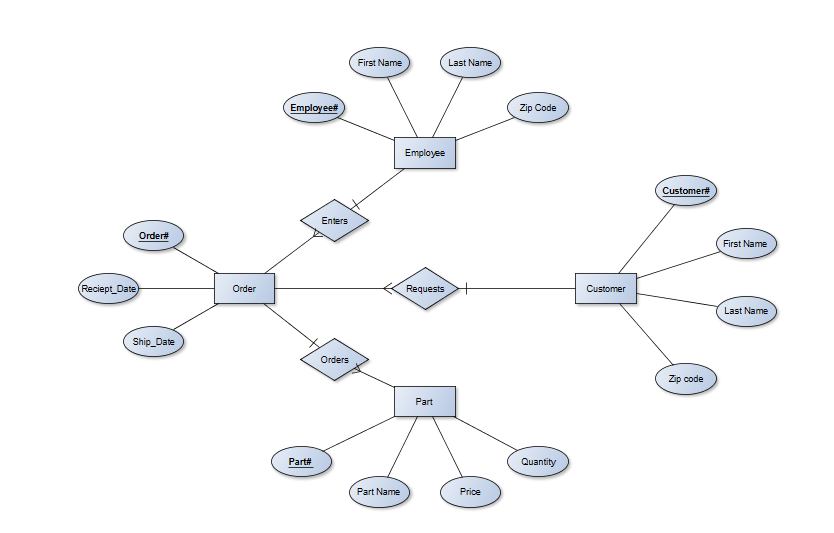 First Name
Last Name
Employee#
Zip Code
Employee
Customer#
Enters
Order#
First Name
Reciept_Date
Order
Requests
Customer
Last Name
Ship_Date
Orders
Zip code
Part
Part#
Quantity
Part Name
Price